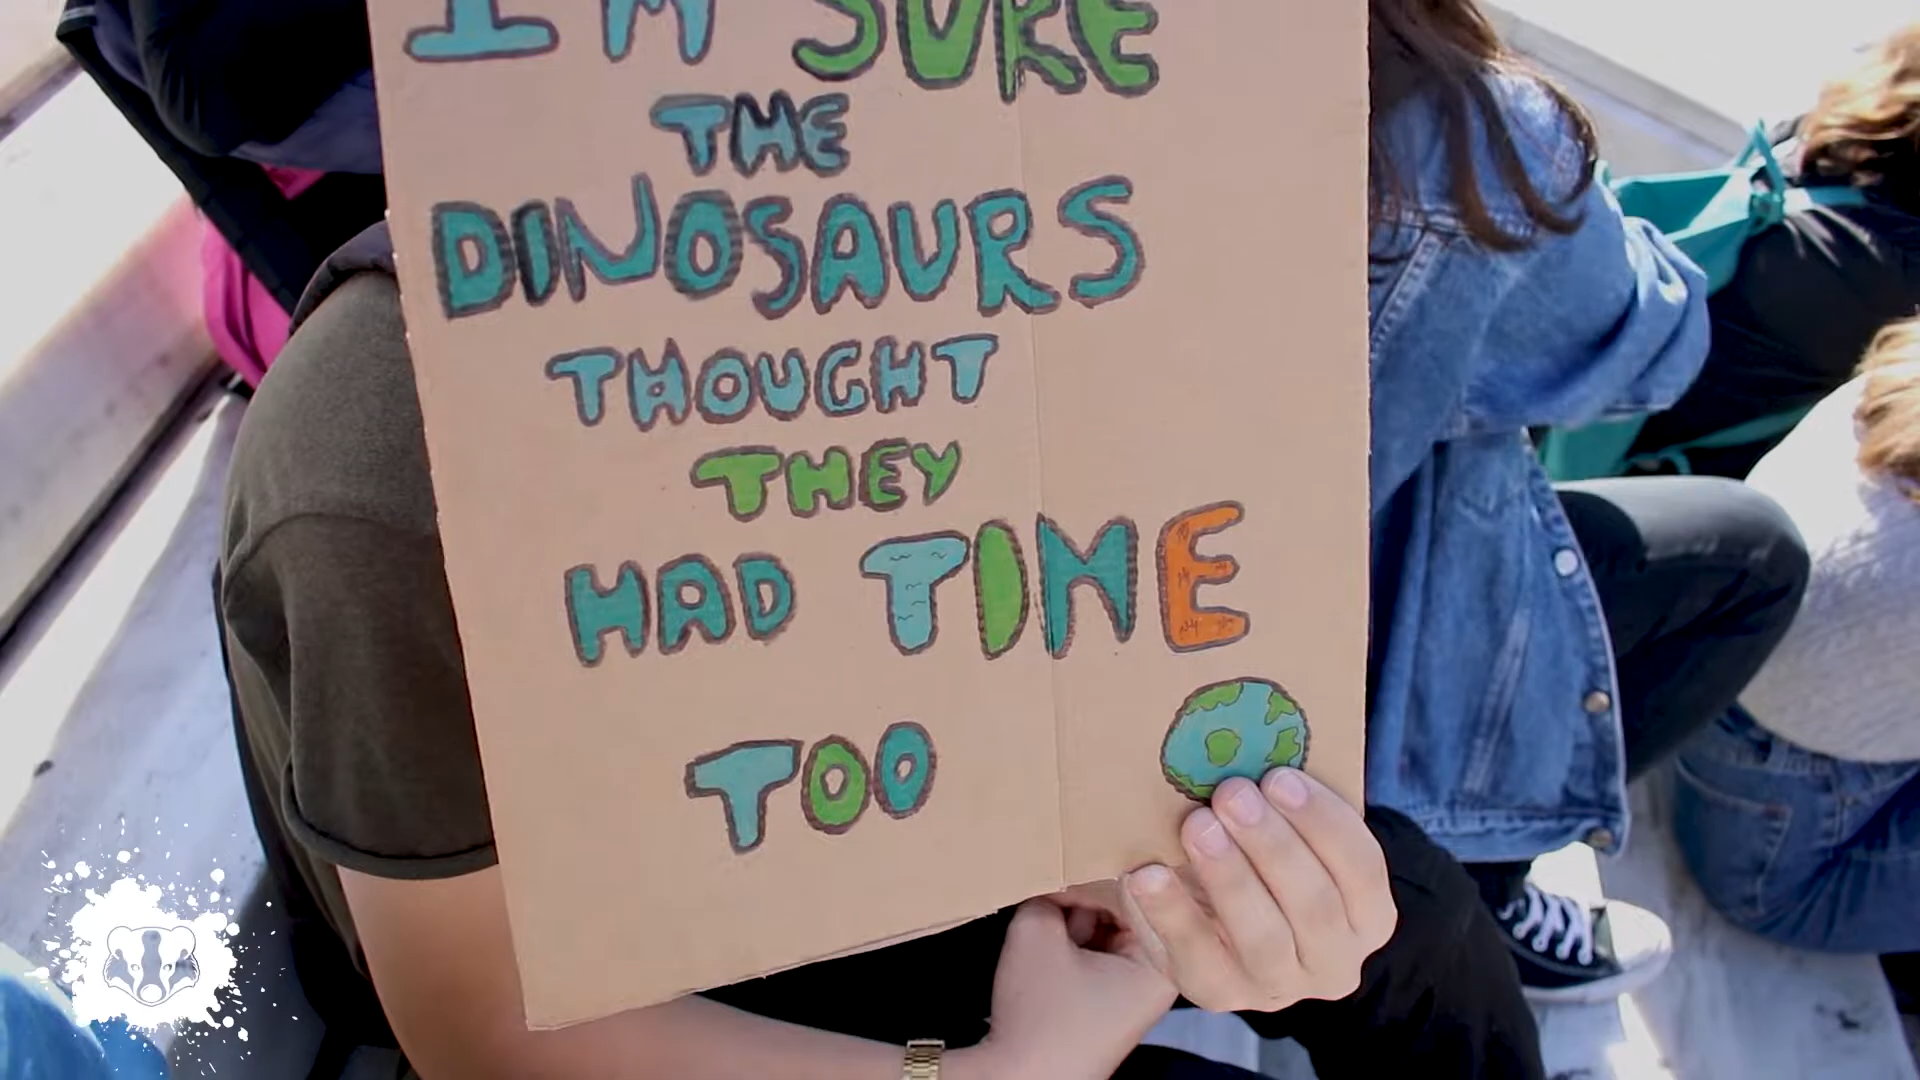 I'M SURE
THE
DINOSAURS
THOUGHT
THEY
HAD TIME
TOO